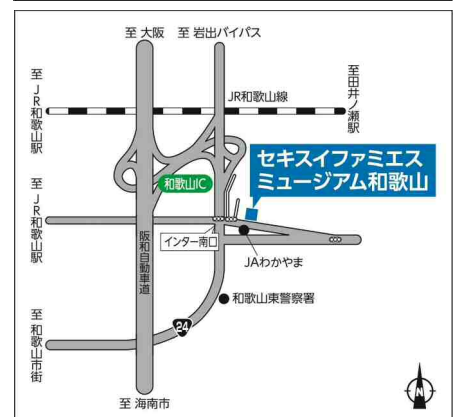 至 大阪
至 岩出バイパス
至JR和歌山駅
JR和歌山線
至田井ノ瀬駅
セキスイファミエス
ミュージアム和歌山
和歌山IC
至JR和歌山駅
阪和自動車道
インター南口
JAわかやま
和歌山東警察署
24
至和歌山市街
至 海南市